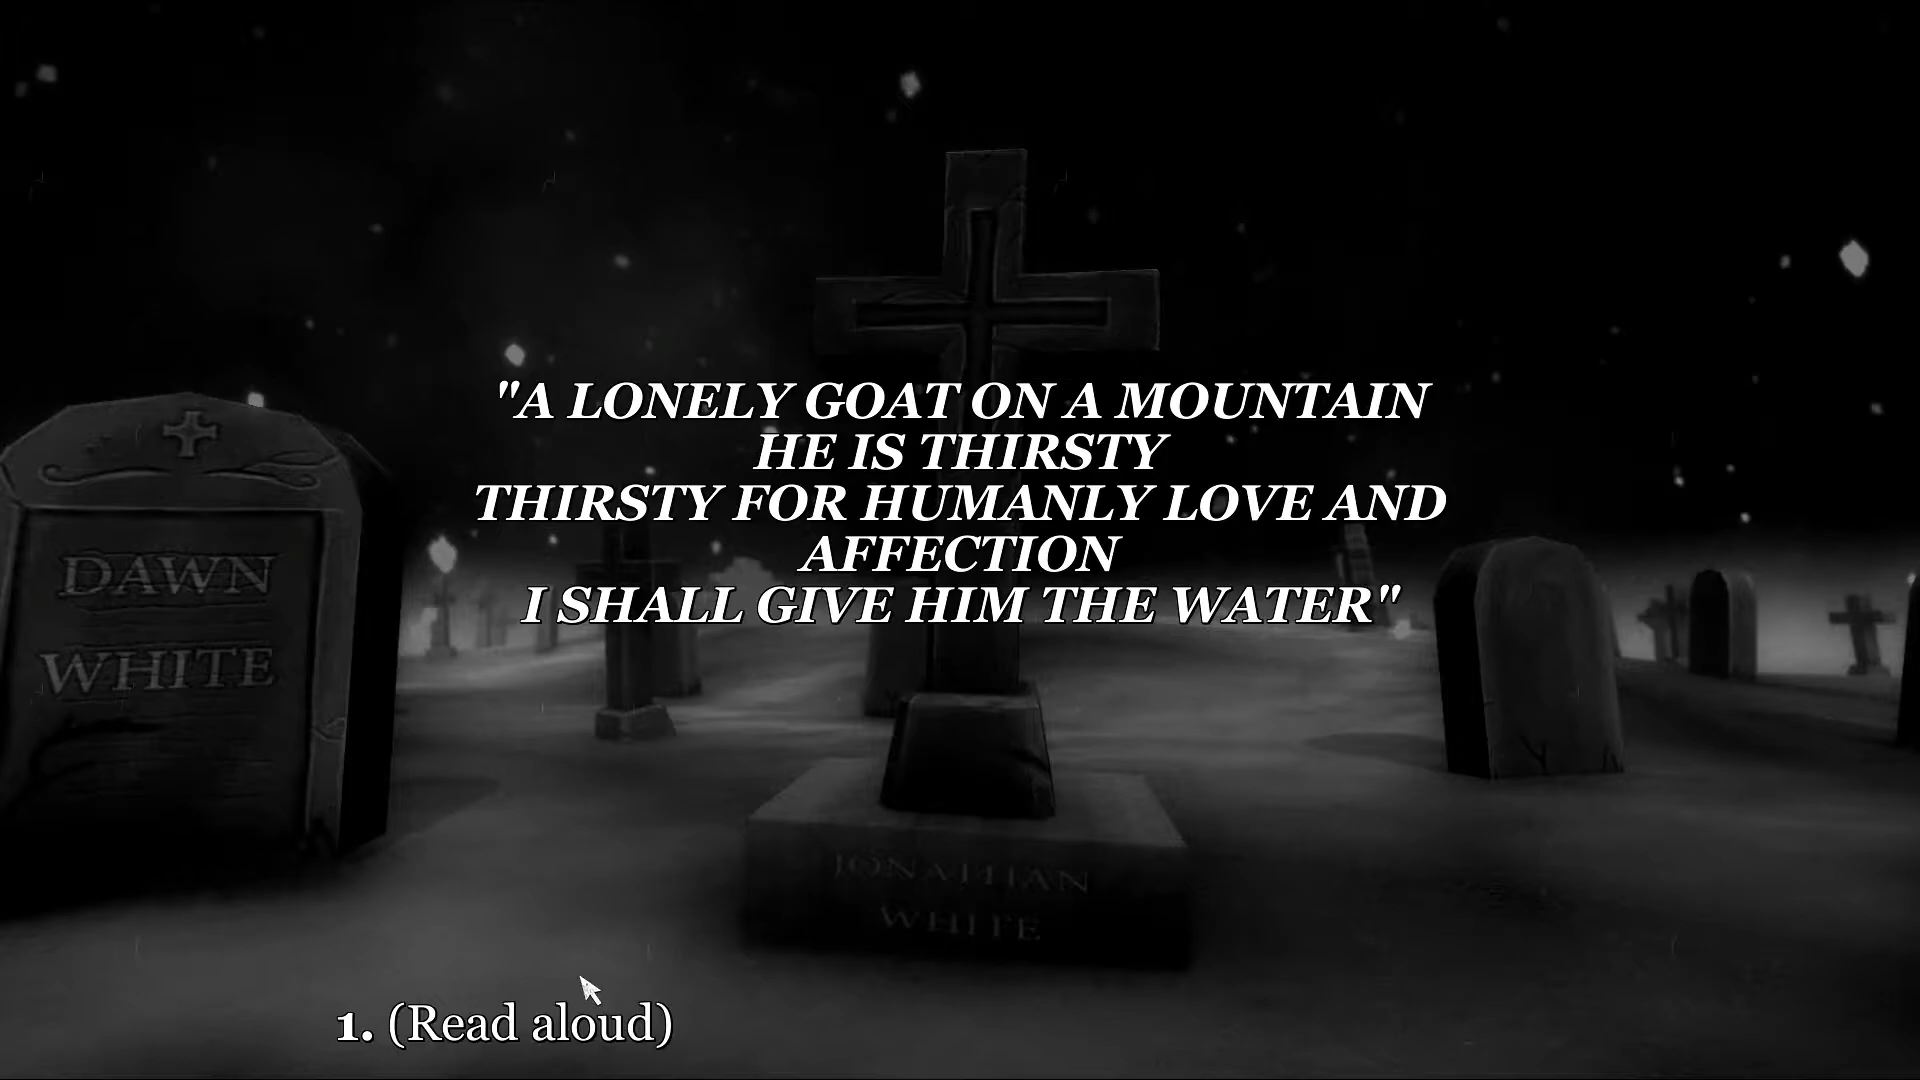 "A LONELY GOAT ON A MOUNTAIN
HE IS THIRSTY
THIRSTY FOR HUMANLY LOVE AND
AFFECTION
I SHALL GIVE HIM THE WATER"
DAWN
WHITE
JONATHAN
WHITE
1. (Read aloud)